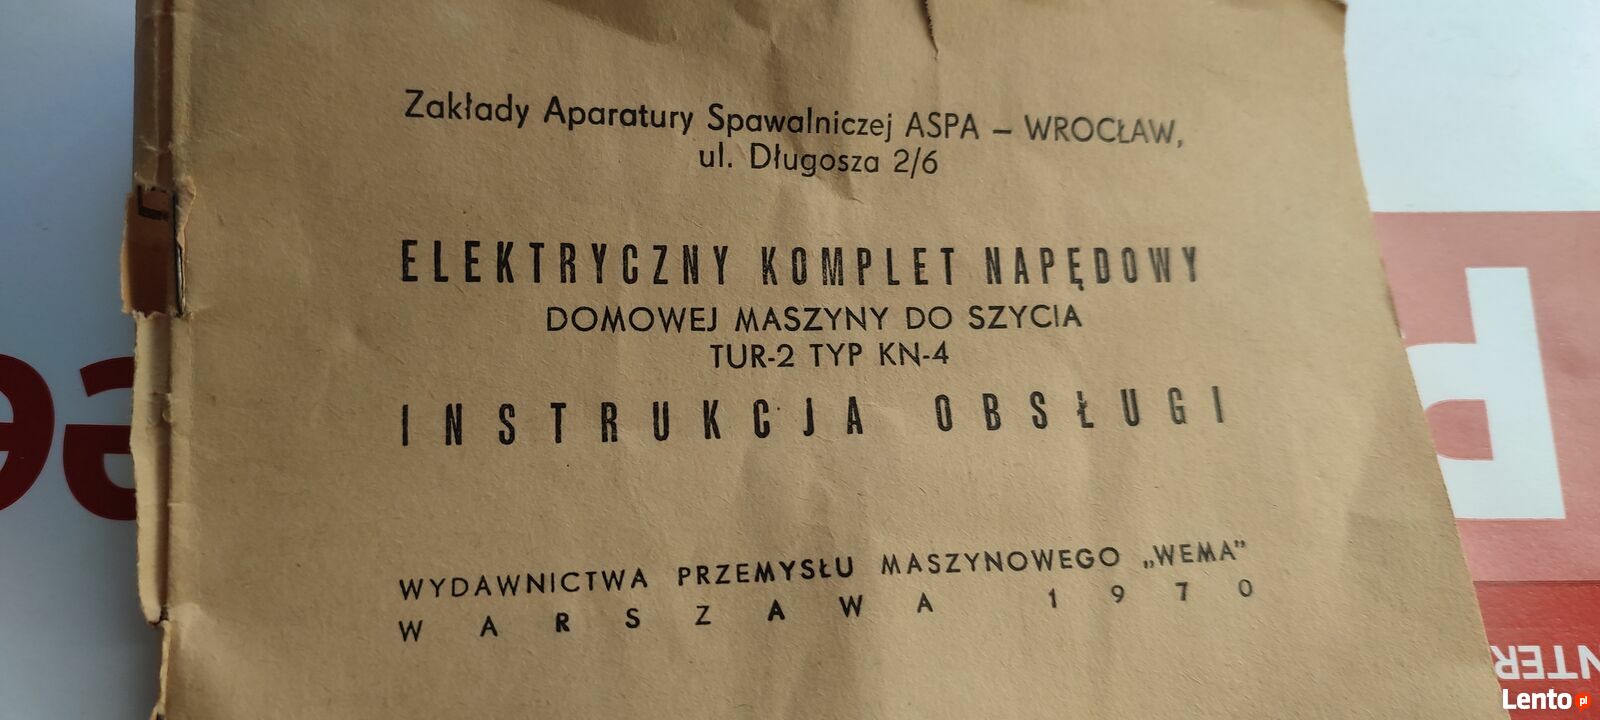 Zakłady Aparatury Spawalniczej ASPA – WROCŁAW,
ul. Długosza 2/6
ELEKTRYCZNY KOMPLET NAPĘDOWY
DOMOWEJ MASZYNY DO SZYCIA
TUR-2 TYP KN-4
INSTRUKCJA OBSŁUGI
WYDAWNICTWA PRZEMYSŁU MASZYNOWEGO „WEMA”
WARSZAWA 1970
Lento.pl